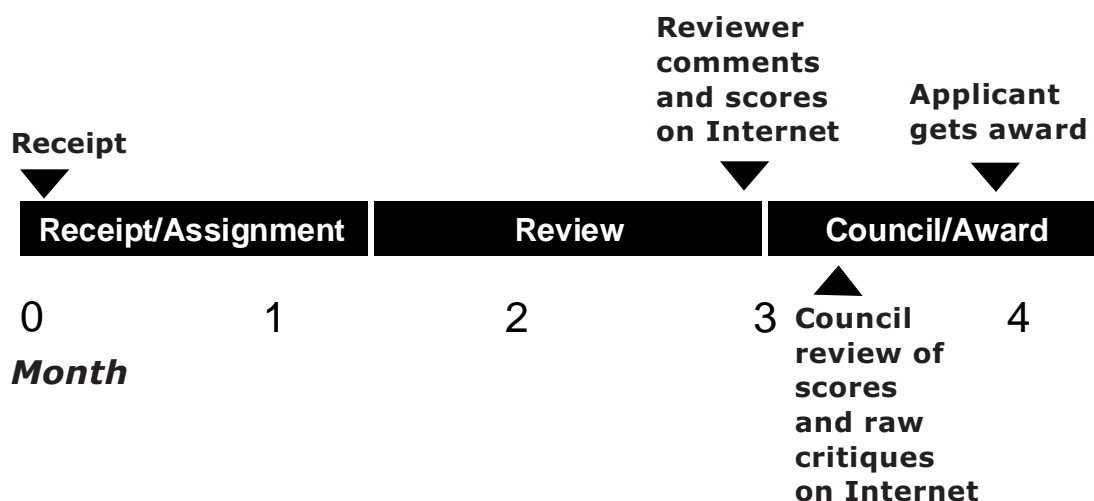 Reviewer
comments
and scores
on Internet
Applicant
gets award
Receipt
Receipt/Assignment
Review
Council/Award
0
1
2
3
4
Month
Council
review of
scores
and raw
critiques
on Internet